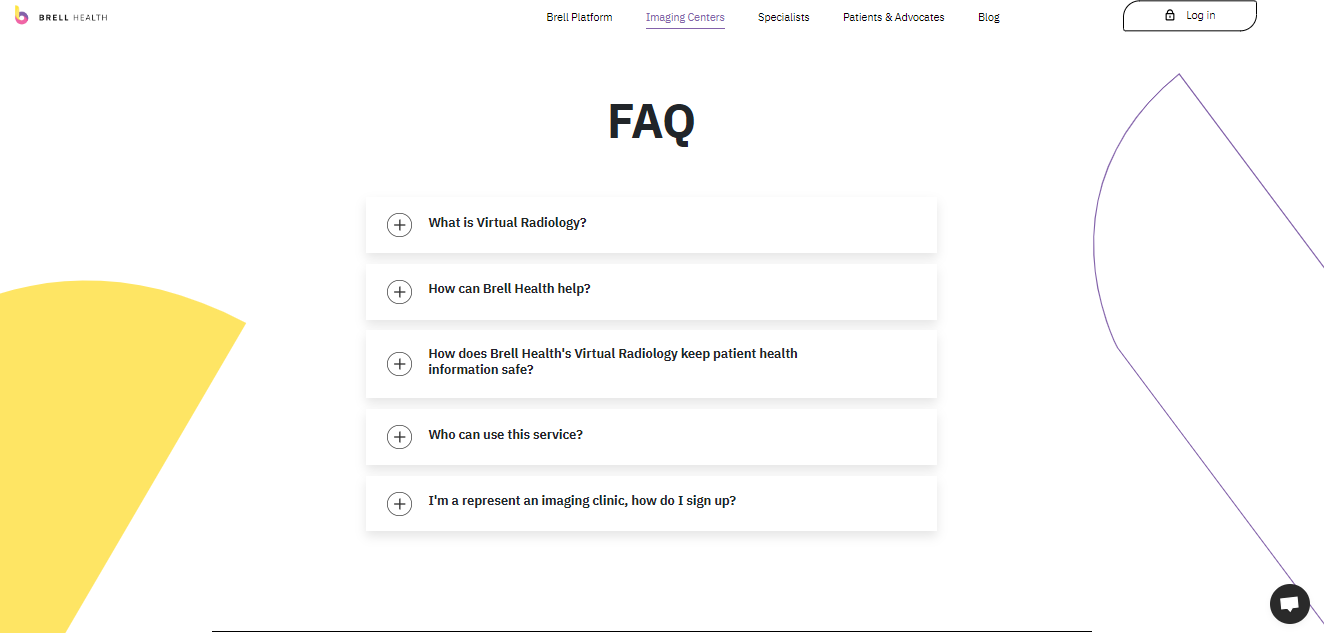 BRELL HEALTH
Brell Platform
Imaging Centers
Specialists
Patients & Advocates
Blog
Log in
FAQ
What is Virtual Radiology?
How can Brell Health help?
How does Brell Health's Virtual Radiology keep patient health
information safe?
Who can use this service?
I'm a represent an imaging clinic, how do I sign up?